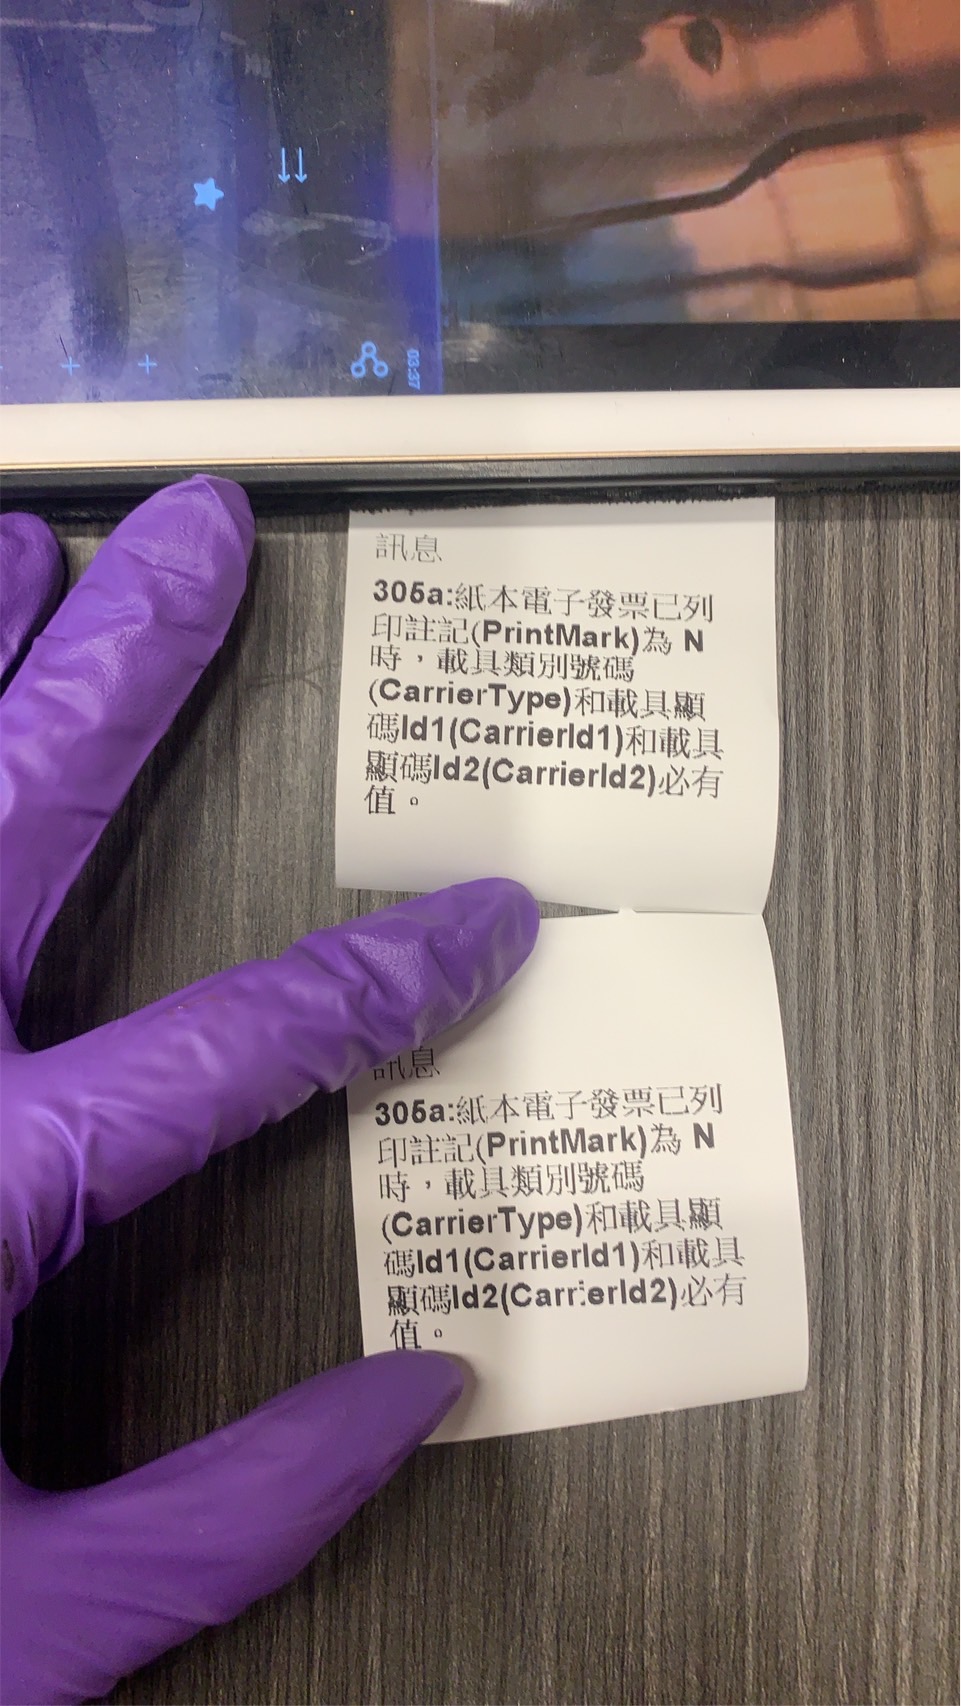 03:37
訊息
305a:紙本電子發票已列
印註記(PrintMark)為 N
時，載具類別號碼
(CarrierType)和載具顯
碼Id1(CarrierId1)和載具
顯碼Id2(CarrierId2)必有
值。
訊息
305a:紙本電子發票已列
印註記(PrintMark)為 N
時，載具類別號碼
(CarrierType)和載具顯
碼Id1(CarrierId1)和載具
顯碼Id2(CarrierId2)必有
值。